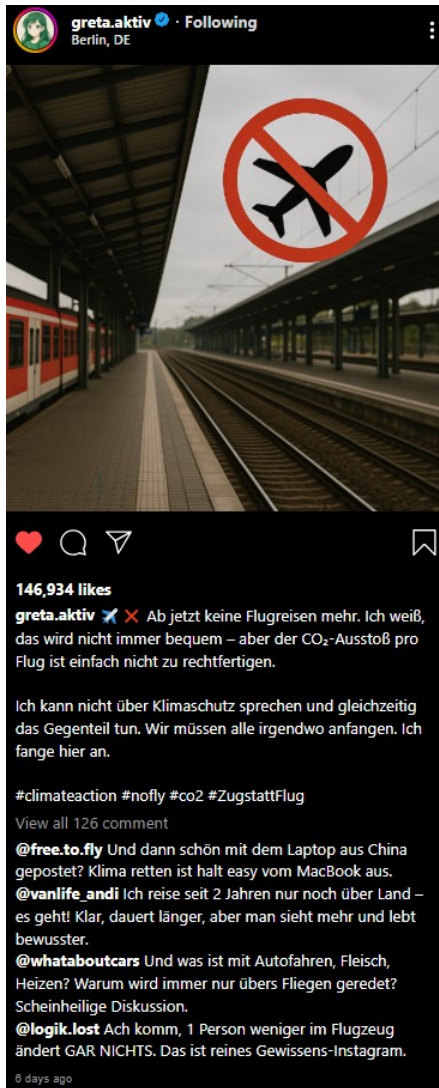 greta.aktiv · Following
Berlin, DE
146,934 likes
greta.aktiv ✈️ ❌ Ab jetzt keine Flugreisen mehr. Ich weiß,
das wird nicht immer bequem – aber der CO₂-Ausstoß pro
Flug ist einfach nicht zu rechtfertigen.
Ich kann nicht über Klimaschutz sprechen und gleichzeitig
das Gegenteil tun. Wir müssen alle irgendwo anfangen. Ich
fange hier an.
#climateaction #nofly #co2 #ZugstattFlug
View all 126 comment
@free.to.fly Und dann schön mit dem Laptop aus China
gepostet? Klima retten ist halt easy vom MacBook aus.
@vanlife_andi Ich reise seit 2 Jahren nur noch über Land –
es geht! Klar, dauert länger, aber man sieht mehr und lebt
bewusster.
@whataboutcars Und was ist mit Autofahren, Fleisch,
Heizen? Warum wird immer nur übers Fliegen geredet?
Scheinheilige Diskussion.
@logik.lost Ach komm, 1 Person weniger im Flugzeug
ändert GAR NICHTS. Das ist reines Gewissens-Instagram.
6 days ago